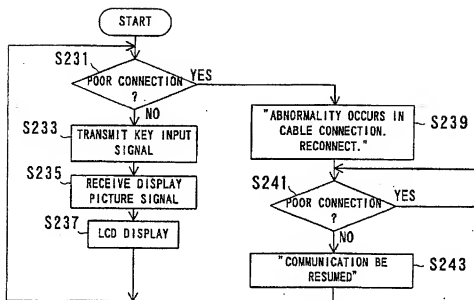 START
S231
POOR CONNECTION
?
YES
NO
S233
TRANSMIT KEY INPUT
SIGNAL
S235
RECEIVE DISPLAY
PICTURE SIGNAL
S237
LCD DISPLAY
"ABNORMALITY OCCURS IN
CABLE CONNECTION.
RECONNECT."
S239
S241
POOR CONNECTION
?
YES
NO
"COMMUNICATION BE
RESUMED"
S243